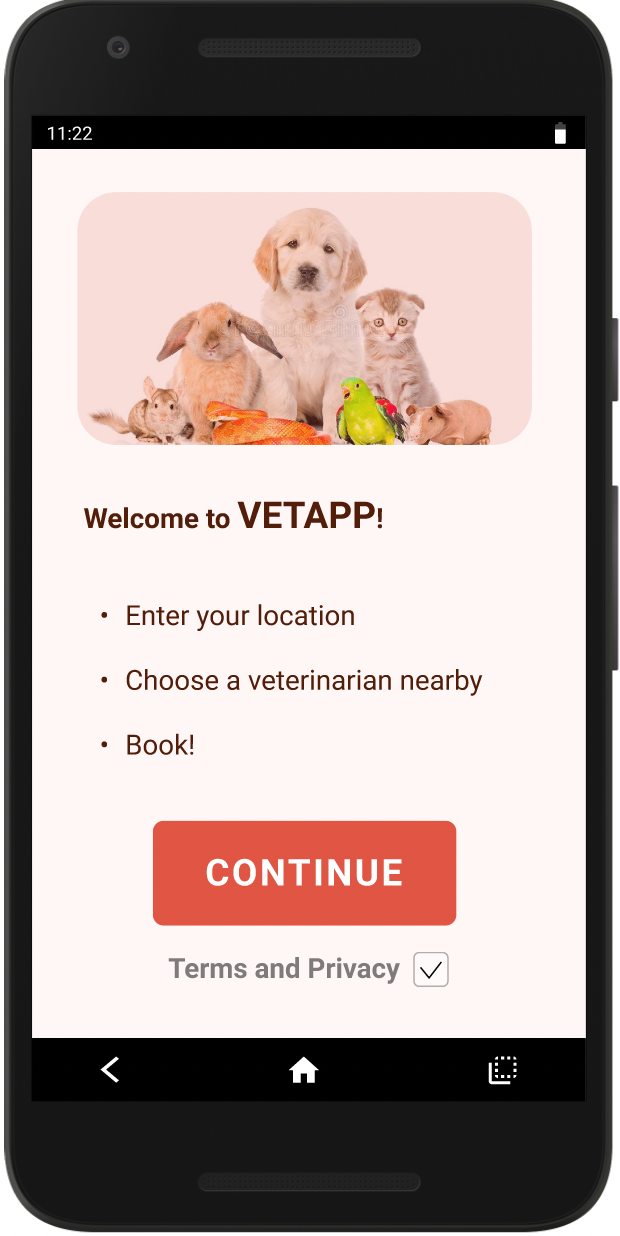 11:22
Welcome to VETAPP!
• Enter your location
• Choose a veterinarian nearby
• Book!
CONTINUE
Terms and Privacy